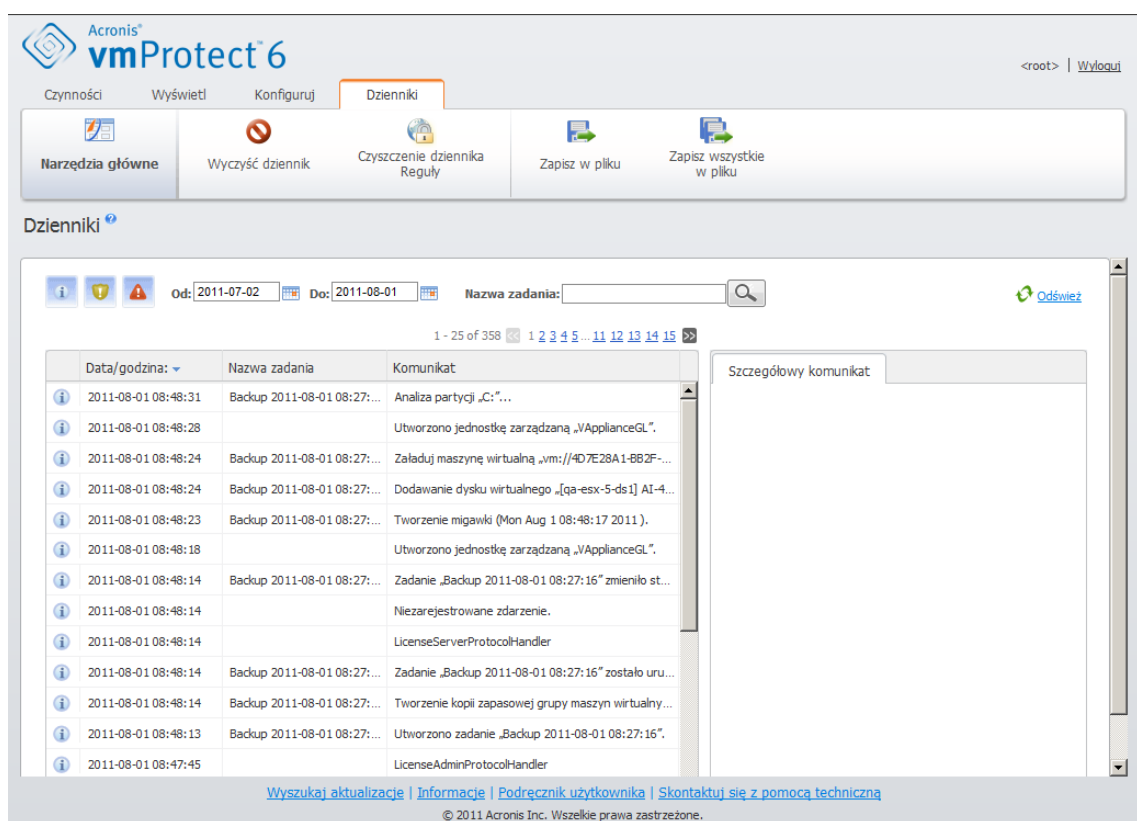 Acronis®
vmProtect™ 6
<root> | Wyloguj
Czynności Wyświetl Konfiguruj Dzienniki
Narzędzia główne
Wyczyść dziennik
Czyszczenie dziennika
Reguły
Zapisz w pliku
Zapisz wszystkie
w pliku
Dzienniki
Od: 2011-07-02 Do: 2011-08-01 Nazwa zadania: Odśwież
1 - 25 of 358 << 1 2 3 4 5 ... 11 12 13 14 15 >>
Data/godzina: Nazwa zadania Komunikat
Szczegółowy komunikat
2011-08-01 08:48:31 Backup 2011-08-01 08:27:... Analiza partycji „C:”...
2011-08-01 08:48:28 Utworzono jednostkę zarządzaną „VApplianceGL”.
2011-08-01 08:48:24 Backup 2011-08-01 08:27:... Załaduj maszynę wirtualną „vm://4D7E28A1-BB2F-...
2011-08-01 08:48:24 Backup 2011-08-01 08:27:... Dodawanie dysku wirtualnego „[qa-esx-5-ds1] AI-4...
2011-08-01 08:48:23 Backup 2011-08-01 08:27:... Tworzenie migawki (Mon Aug 1 08:48:17 2011 ).
2011-08-01 08:48:18 Utworzono jednostkę zarządzaną „VApplianceGL”.
2011-08-01 08:48:14 Backup 2011-08-01 08:27:... Zadanie „Backup 2011-08-01 08:27:16” zmieniło st...
2011-08-01 08:48:14 Niezarejestrowane zdarzenie.
2011-08-01 08:48:14 LicenseServerProtocolHandler
2011-08-01 08:48:14 Backup 2011-08-01 08:27:... Zadanie „Backup 2011-08-01 08:27:16” zostało uru...
2011-08-01 08:48:14 Backup 2011-08-01 08:27:... Tworzenie kopii zapasowej grupy maszyn wirtualny...
2011-08-01 08:48:13 Backup 2011-08-01 08:27:... Utworzono zadanie „Backup 2011-08-01 08:27:16”.
2011-08-01 08:47:45 LicenseAdminProtocolHandler
Wyszukaj aktualizacje | Informacje | Podręcznik użytkownika | Skontaktuj się z pomocą techniczną
© 2011 Acronis Inc. Wszelkie prawa zastrzeżone.